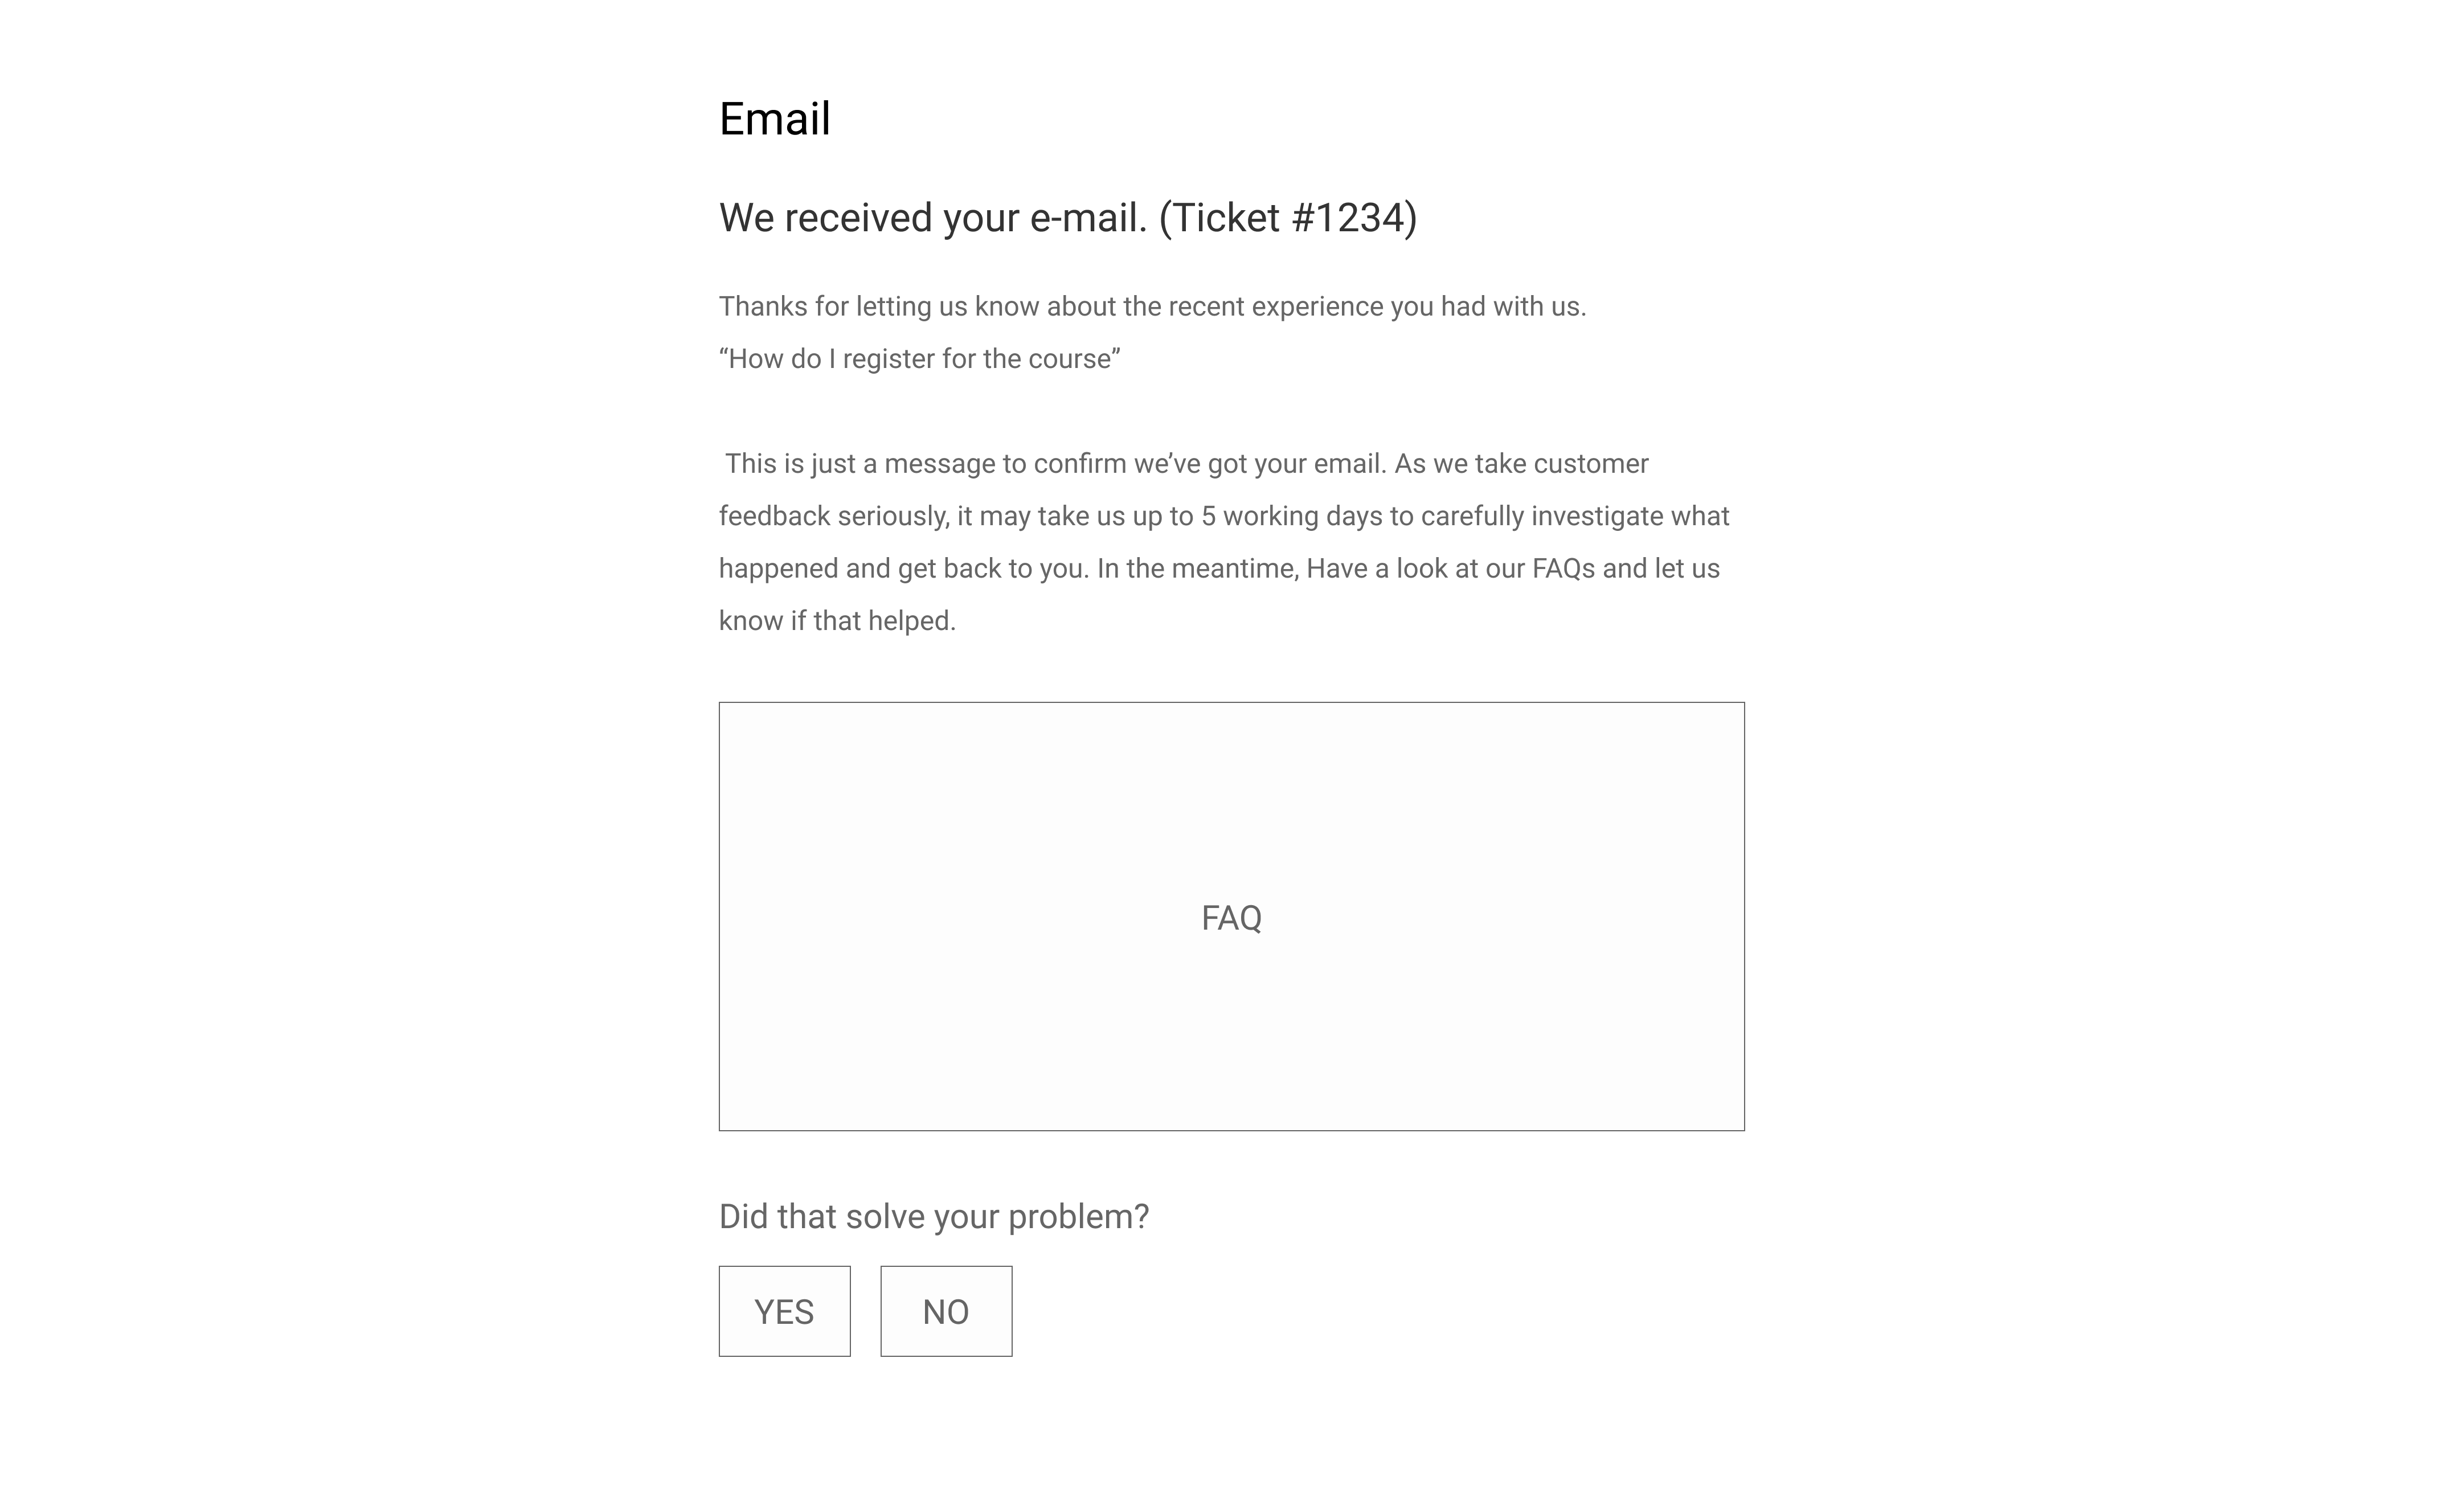 Email
We received your e-mail. (Ticket #1234)
Thanks for letting us know about the recent experience you had with us.
“How do I register for the course”
This is just a message to confirm we’ve got your email. As we take customer
feedback seriously, it may take us up to 5 working days to carefully investigate what
happened and get back to you. In the meantime, Have a look at our FAQs and let us
know if that helped.
FAQ
Did that solve your problem?
YES
NO